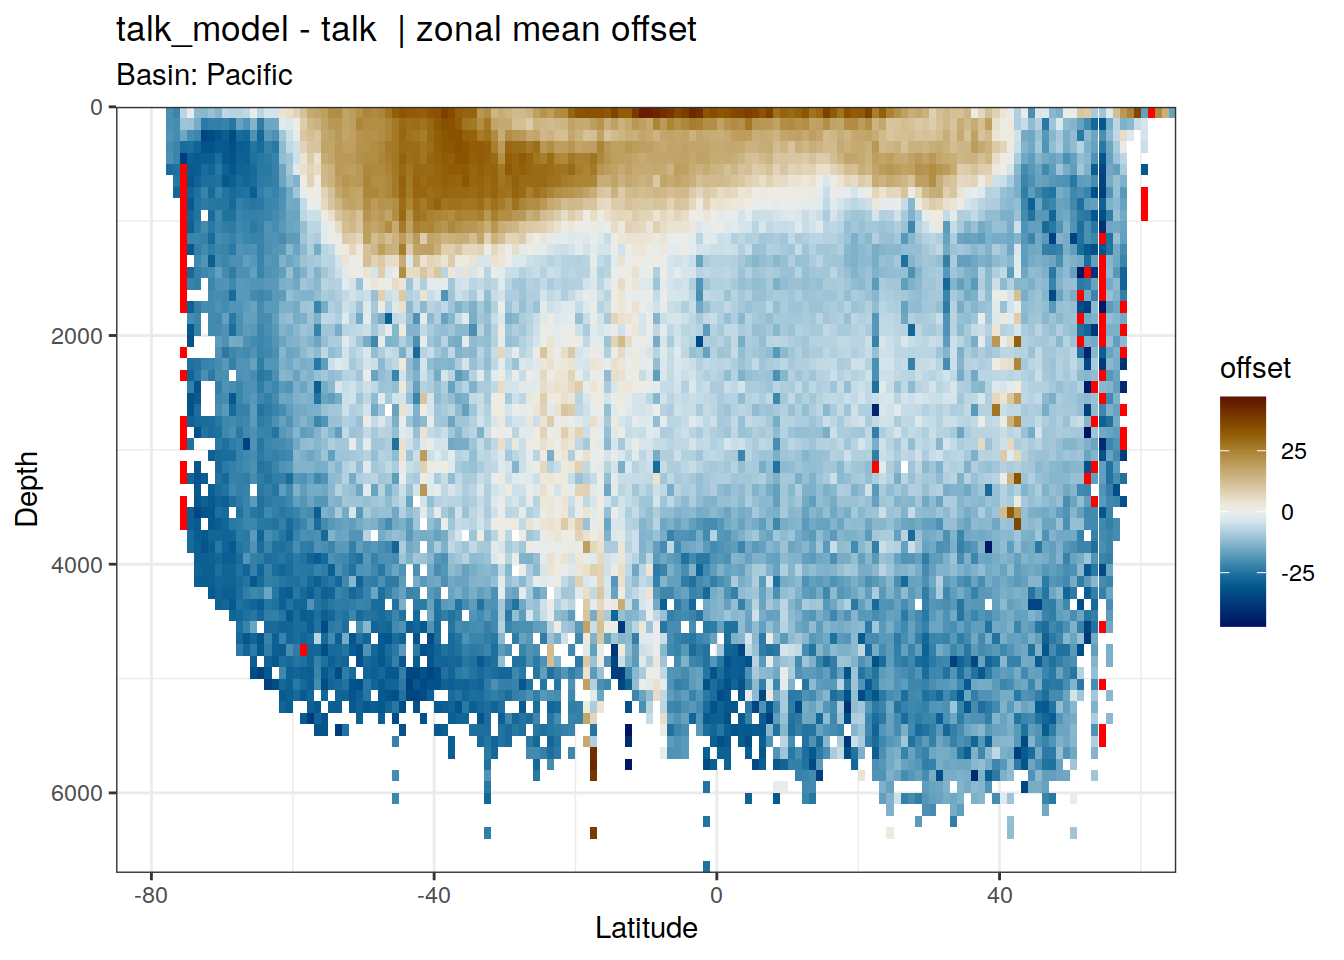 talk_model - talk | zonal mean offset
Basin: Pacific
0
2000
4000
6000
Depth
-80
-40
0
40
Latitude
offset
25
0
-25